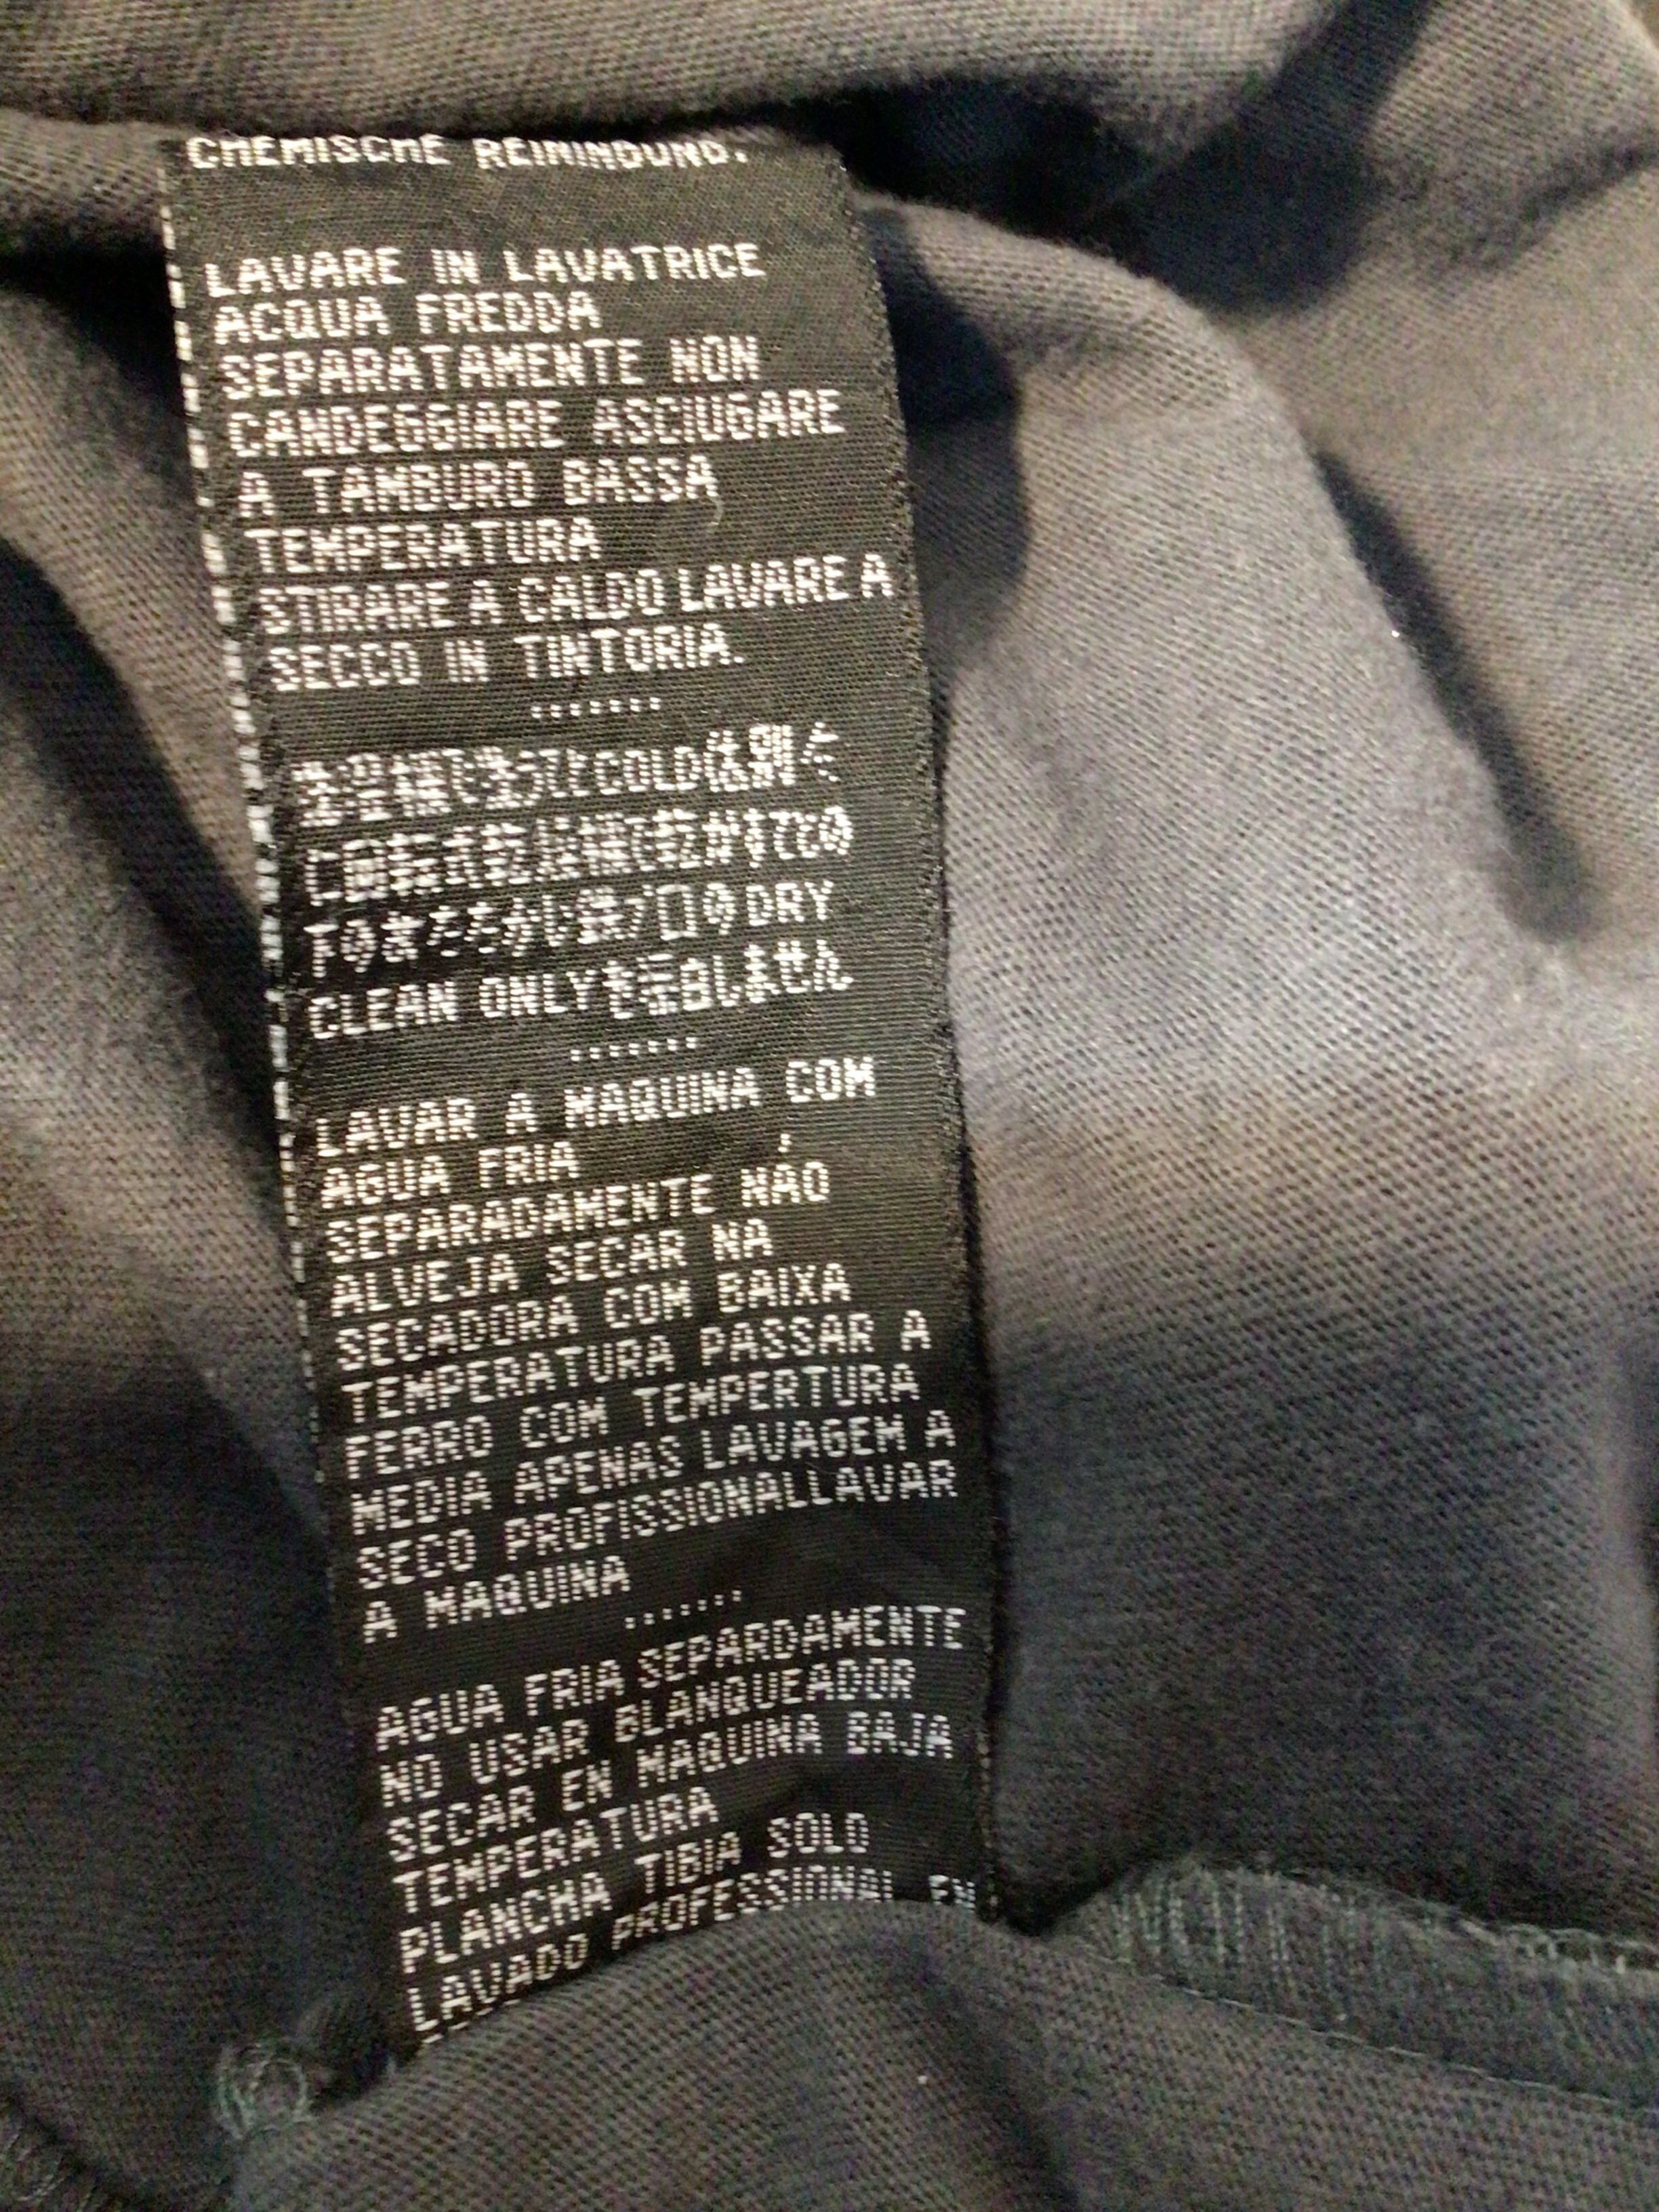 CHEMISCHE
LAVARE IN LAVATRICE
ACQUA FREDDA
SEPARATAMENTE NON
CANDEGGIARE ASCIUGARE
A TAMBURO BASSA
TEMPERATURA
STIRARE A CALDO LAVARE A
SECCO IN TINTORIA.
.......
COLD
DRY
CLEAN ONLY
.......
LAVAR A MAQUINA COM
AGUA FRIA
SEPARADAMENTE NÃO
ALVEJA SECAR NA
SECADORA COM BAIXA
TEMPERATURA PASSAR A
FERRO COM TEMPERTURA
MEDIA APENAS LAVAGEM A
SECO PROFISSIONALLAVAR
A MAQUINA
.......
AGUA FRIA SEPARDAMENTE
NO USAR BLANQUEADOR
SECAR EN MAQUINA BAJA
TEMPERATURA
PLANCHA TIBIA SOLO
LAVADO PROFESSIIONAL EN